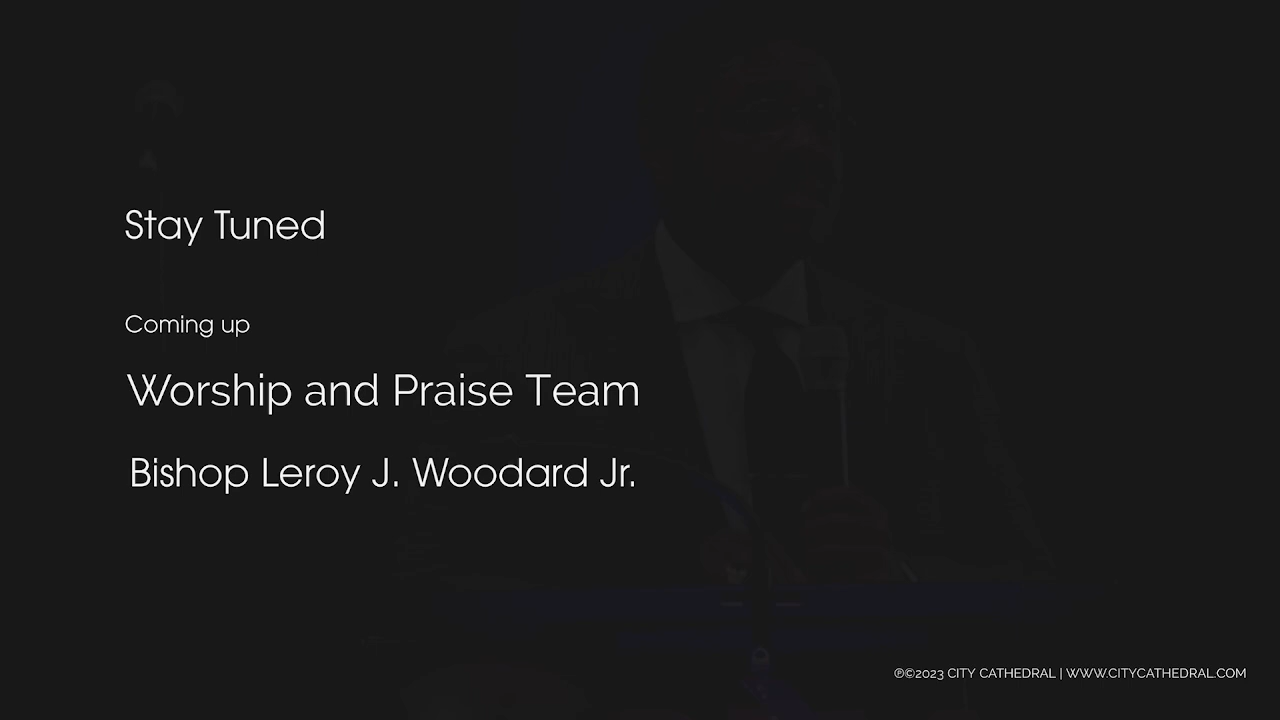 Stay Tuned
Coming up
Worship and Praise Team
Bishop Leroy J. Woodard Jr.
℗©2023 CITY CATHEDRAL | WWW.CITYCATHEDRAL.COM